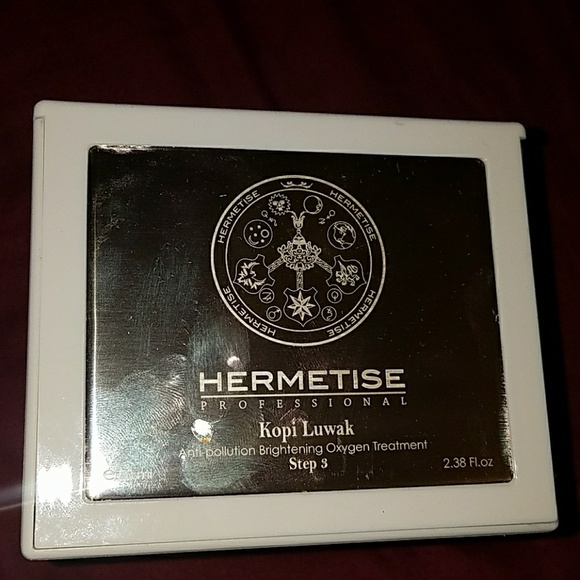 HERMETISE HERMETISE
HERMETISE HERMETISE
HERMETISE
PROFESSIONAL
Kopi Luwak
Anti-pollution Brightening Oxygen Treatment
Step 3
2.38 Fl.oz